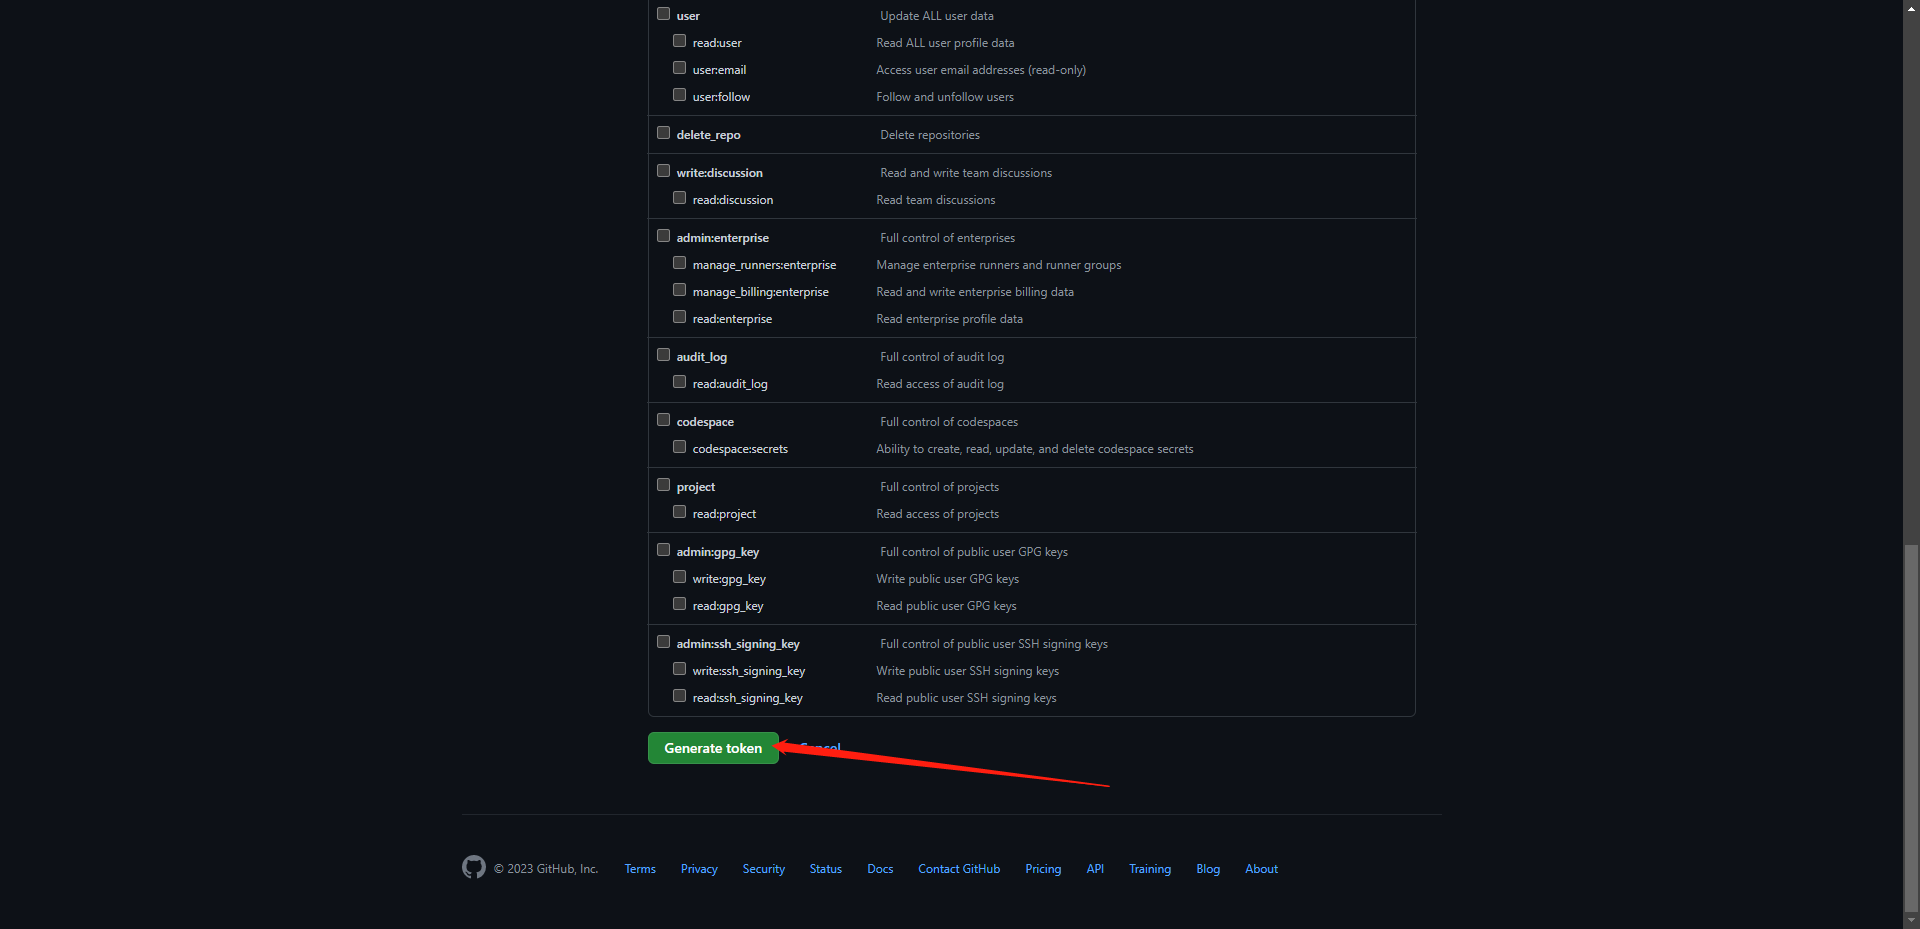 user Update ALL user data
read:user Read ALL user profile data
user:email Access user email addresses (read-only)
user:follow Follow and unfollow users
delete_repo Delete repositories
write:discussion Read and write team discussions
read:discussion Read team discussions
admin:enterprise Full control of enterprises
manage_runners:enterprise Manage enterprise runners and runner groups
manage_billing:enterprise Read and write enterprise billing data
read:enterprise Read enterprise profile data
audit_log Full control of audit log
read:audit_log Read access of audit log
codespace Full control of codespaces
codespace:secrets Ability to create, read, update, and delete codespace secrets
project Full control of projects
read:project Read access of projects
admin:gpg_key Full control of public user GPG keys
write:gpg_key Write public user GPG keys
read:gpg_key Read public user GPG keys
admin:ssh_signing_key Full control of public user SSH signing keys
write:ssh_signing_key Write public user SSH signing keys
read:ssh_signing_key Read public user SSH signing keys
Generate token Cancel
© 2023 GitHub, Inc. Terms Privacy Security Status Docs Contact GitHub Pricing API Training Blog About